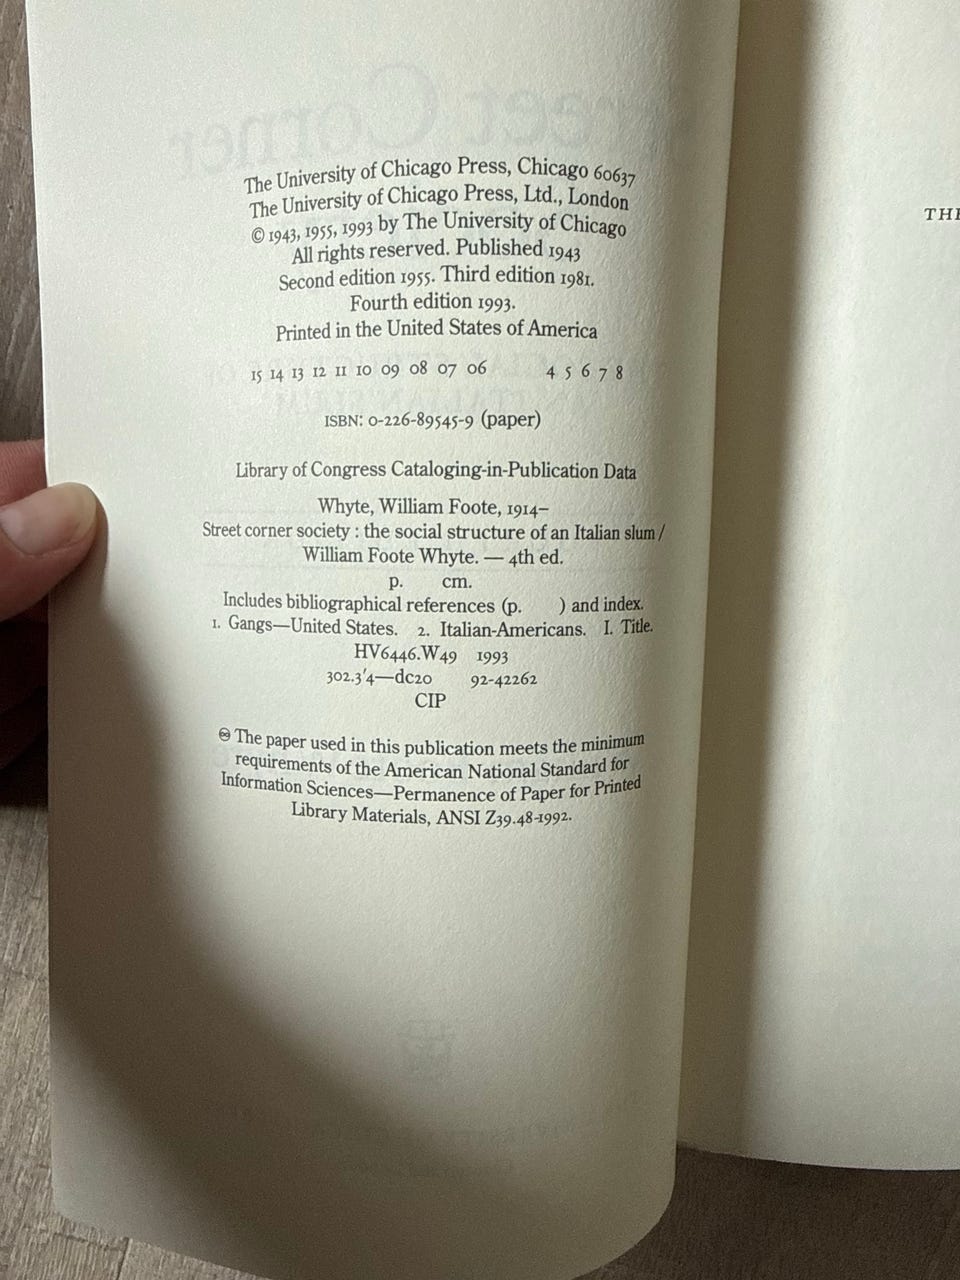 The University of Chicago Press, Chicago 60637
The University of Chicago Press, Ltd., London
© 1943, 1955, 1993 by The University of Chicago
All rights reserved. Published 1943
Second edition 1955. Third edition 1981.
Fourth edition 1993.
Printed in the United States of America
15 14 13 12 11 10 09 08 07 06    4 5 6 7 8
ISBN: 0-226-89545-9 (paper)
Library of Congress Cataloging-in-Publication Data
Whyte, William Foote, 1914–
Street corner society : the social structure of an Italian slum /
William Foote Whyte. — 4th ed.
p.    cm.
Includes bibliographical references (p.    ) and index.
1. Gangs—United States.  2. Italian-Americans.  I. Title.
HV6446.W49  1993
302.3′4—dc20    92-42262
CIP
♾ The paper used in this publication meets the minimum
requirements of the American National Standard for
Information Sciences—Permanence of Paper for Printed
Library Materials, ANSI Z39.48-1992.
THE